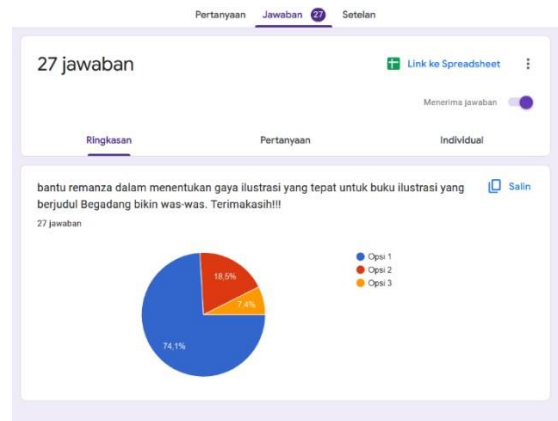 Pertanyaan Jawaban 27 Setelan
27 jawaban
Link ke Spreadsheet
Menerima jawaban
Ringkasan Pertanyaan Individual
bantu remanza dalam menentukan gaya ilustrasi yang tepat untuk buku ilustrasi yang
berjudul Begadang bikin was-was. Terimakasih!!!
Salin
27 jawaban
Opsi 1
Opsi 2
Opsi 3
18,5%
7,4%
74,1%